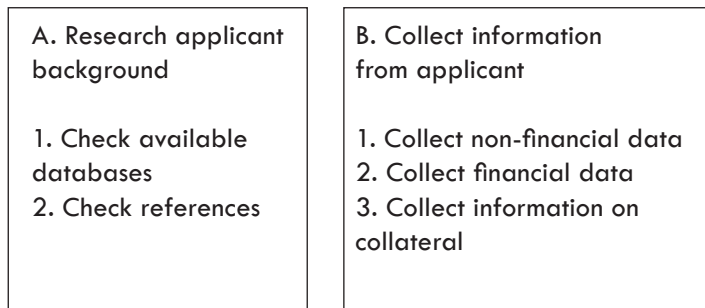 A. Research applicant
background
1. Check available
databases
2. Check references
B. Collect information
from applicant
1. Collect non-financial data
2. Collect financial data
3. Collect information on
collateral